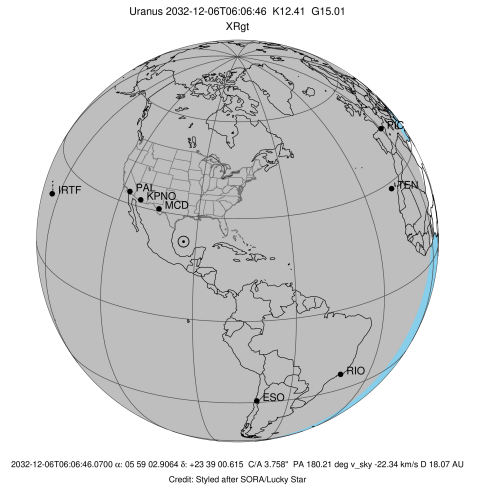 Uranus 2032-12-06T06:06:46 K12.41 G15.01
XRgt
PIC
TEN
IRTF
PAL
KPNO
MCD
RIO
ESO
2032-12-06T06:06:46.0700 α: 05 59 02.9064 δ: +23 39 00.615 C/A 3.758" PA 180.21 deg v_sky -22.34 km/s D 18.07 AU
Credit: Styled after SORA/Lucky Star